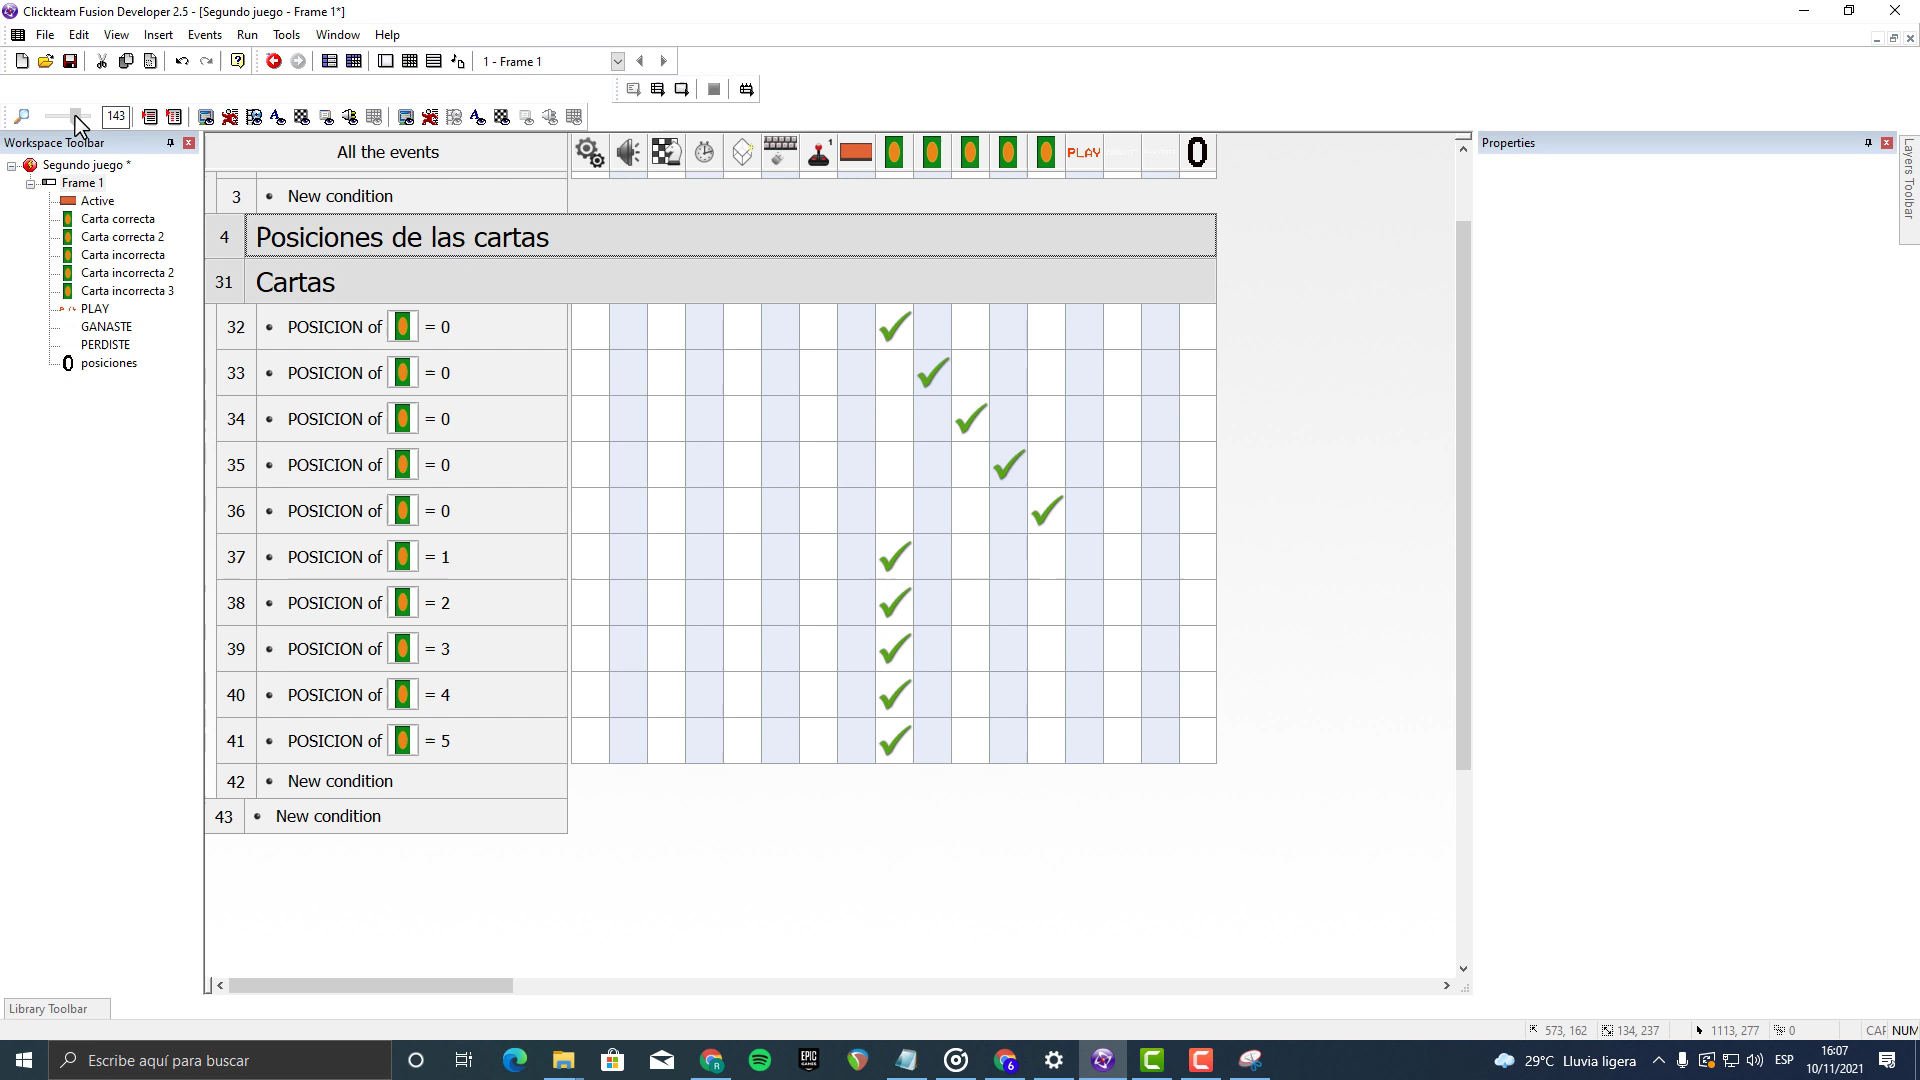 Clickteam Fusion Developer 2.5 - [Segundo juego - Frame 1*]
File Edit View Insert Events Run Tools Window Help
1 - Frame 1
143
Workspace Toolbar
Segundo juego *
Frame 1
Active
Carta correcta
Carta correcta 2
Carta incorrecta
Carta incorrecta 2
Carta incorrecta 3
PLAY
GANASTE
PERDISTE
0 posiciones
All the events
1
PLAY
0
3 • New condition
4 Posiciones de las cartas
31 Cartas
32 • POSICION of = 0
33 • POSICION of = 0
34 • POSICION of = 0
35 • POSICION of = 0
36 • POSICION of = 0
37 • POSICION of = 1
38 • POSICION of = 2
39 • POSICION of = 3
40 • POSICION of = 4
41 • POSICION of = 5
42 • New condition
43 • New condition
Properties
Layers Toolbar
Library Toolbar
573, 162
134, 237
1113, 277
0
CAP NUM
Escribe aquí para buscar
EPIC GAMES
R
6
29°C Lluvia ligera
ESP
16:07
10/11/2021